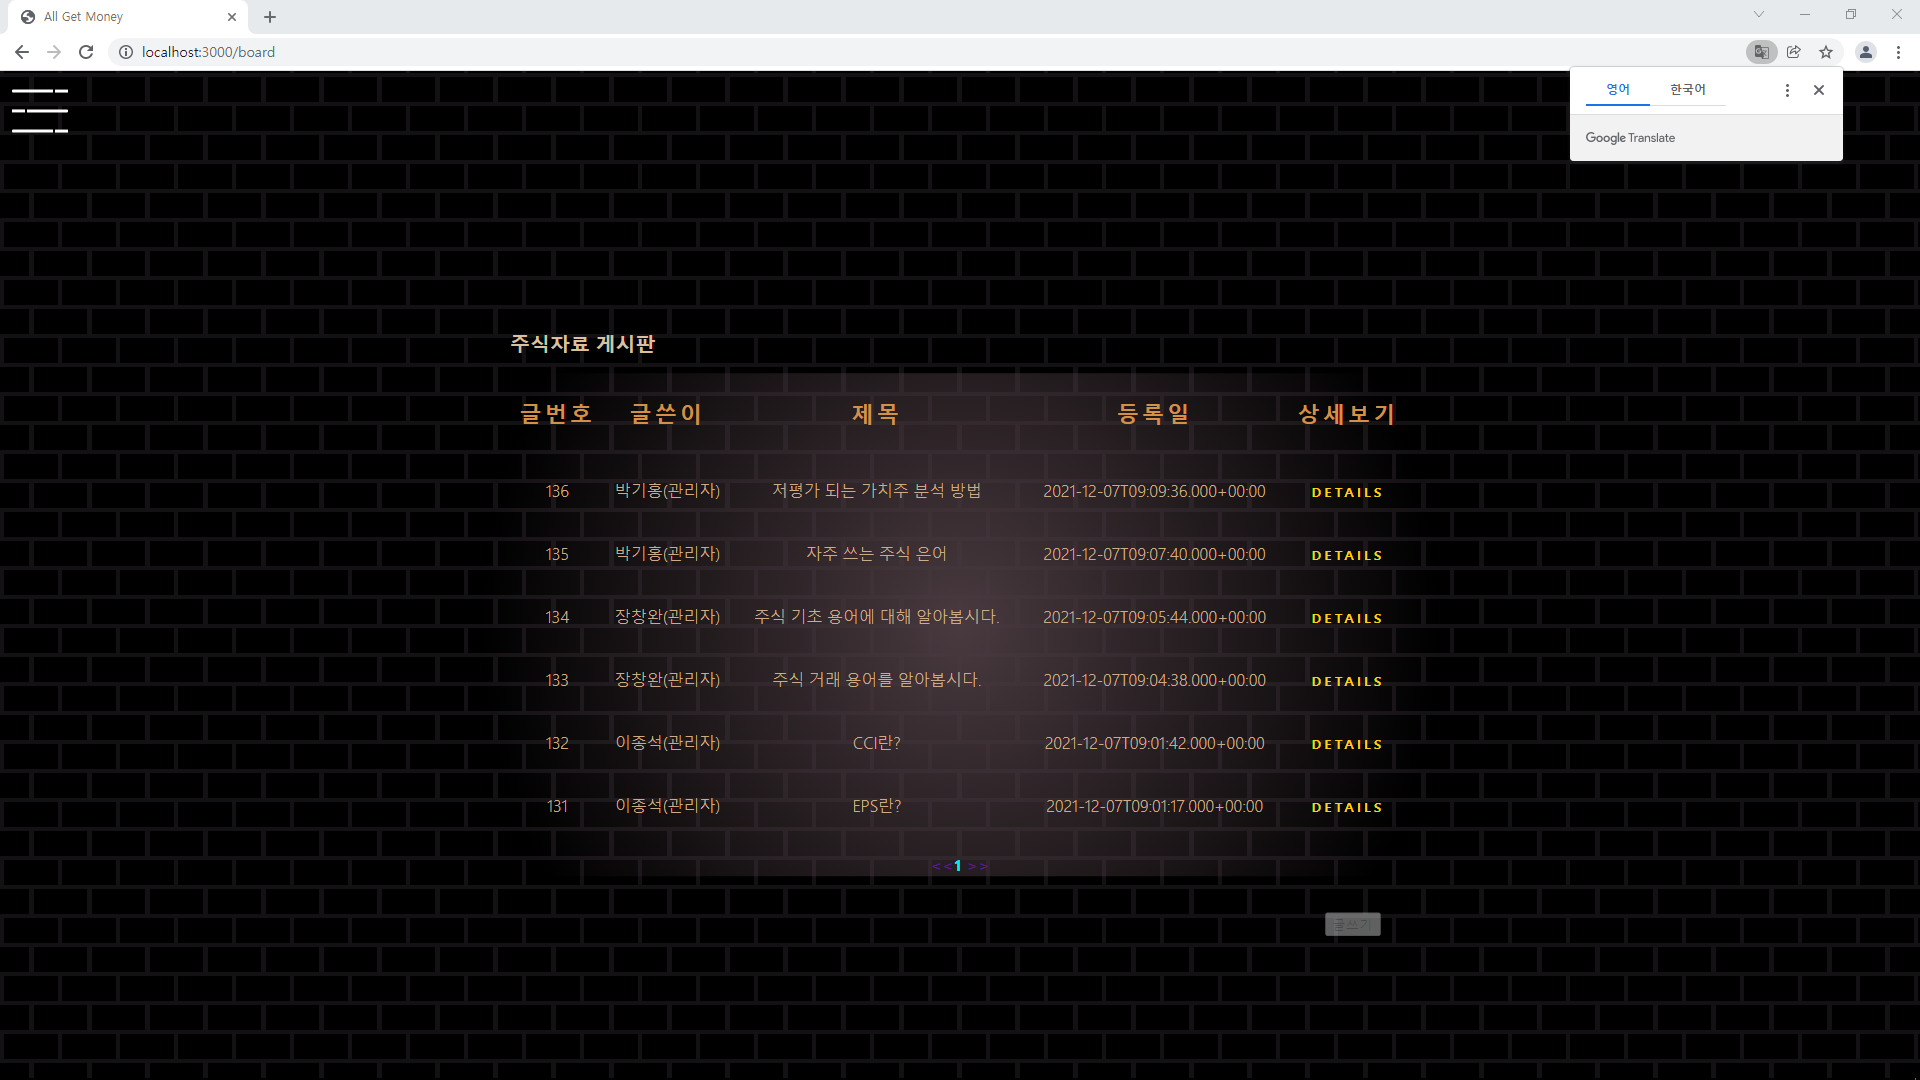 All Get Money
localhost:3000/board
영어 한국어
Google Translate
주식자료 게시판
글번호 글쓴이 제목 등록일 상세보기
136 박기홍(관리자) 저평가 되는 가치주 분석 방법 2021-12-07T09:09:36.000+00:00 DETAILS
135 박기홍(관리자) 자주 쓰는 주식 은어 2021-12-07T09:07:40.000+00:00 DETAILS
134 장창완(관리자) 주식 기초 용어에 대해 알아봅시다. 2021-12-07T09:05:44.000+00:00 DETAILS
133 장창완(관리자) 주식 거래 용어를 알아봅시다. 2021-12-07T09:04:38.000+00:00 DETAILS
132 이종석(관리자) CCI란? 2021-12-07T09:01:42.000+00:00 DETAILS
131 이종석(관리자) EPS란? 2021-12-07T09:01:17.000+00:00 DETAILS
<<1 >>
글쓰기